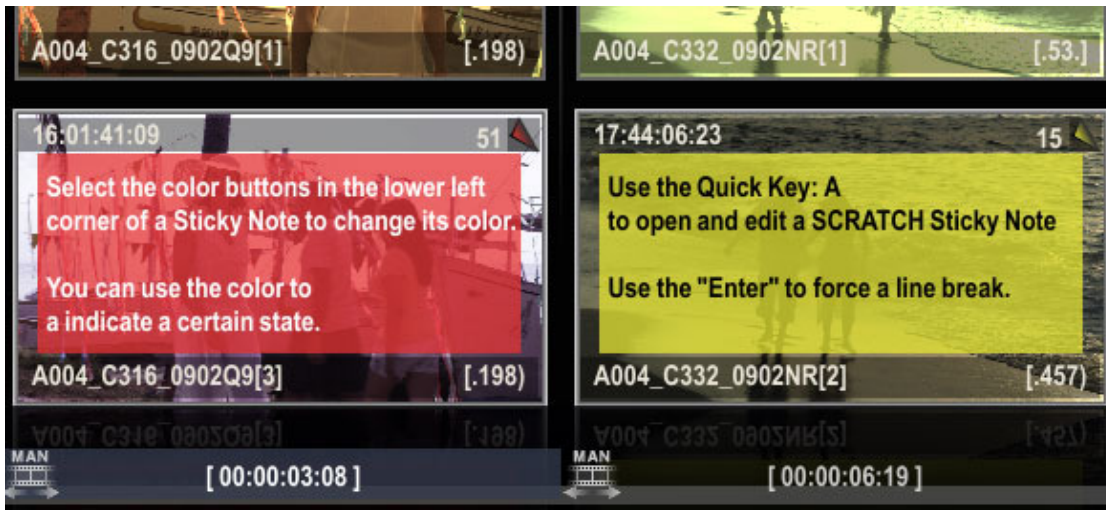 A004_C316_0902Q9[1] [.198)
A004_C332_0902NR[1] [.53.]
16:01:41:09 51
Select the color buttons in the lower left
corner of a Sticky Note to change its color.
You can use the color to
a indicate a certain state.
A004_C316_0902Q9[3] [.198)
17:44:06:23 15
Use the Quick Key: A
to open and edit a SCRATCH Sticky Note
Use the "Enter" to force a line break.
A004_C332_0902NR[2] [.457)
MAN
[ 00:00:03:08 ]
MAN
[ 00:00:06:19 ]